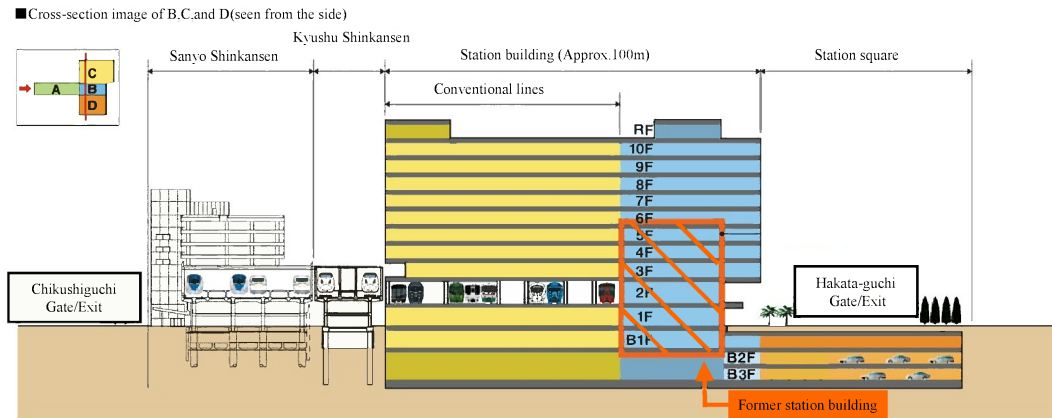 ■Cross-section image of B,C,and D(seen from the side)
Kyushu Shinkansen
Sanyo Shinkansen
Station building (Approx.100m)
Station square
Conventional lines
C
A
B
D
RF
10F
9F
8F
7F
6F
5F
4F
3F
2F
1F
B1F
B2F
B3F
Chikushiguchi
Gate/Exit
Hakata-guchi
Gate/Exit
Former station building